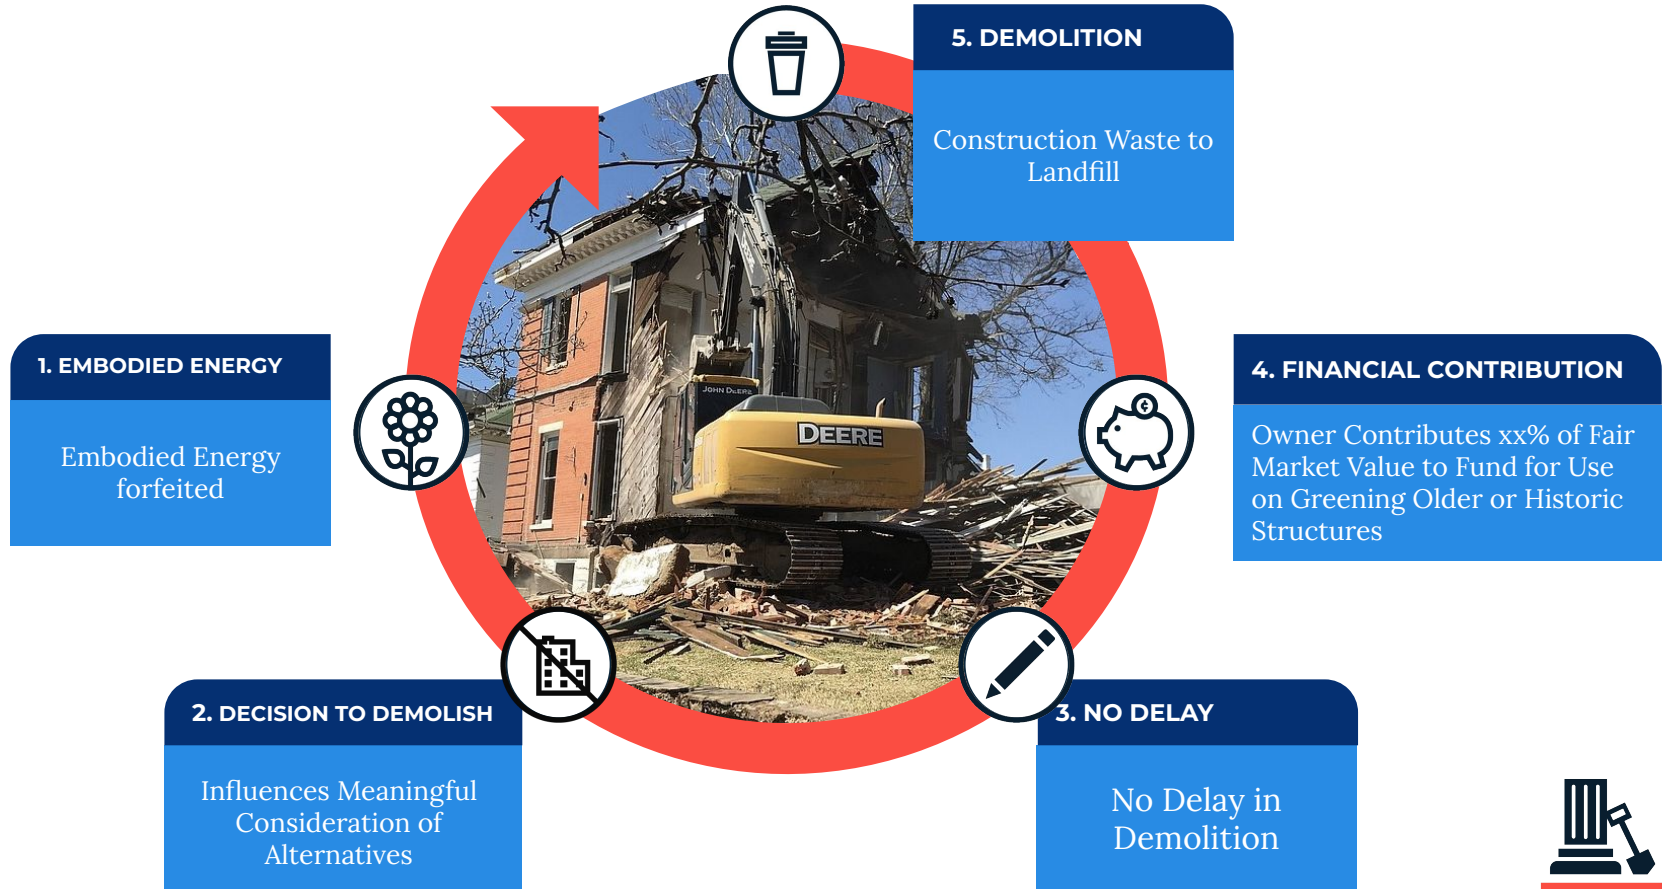 5. DEMOLITION
Construction Waste to
Landfill
1. EMBODIED ENERGY
Embodied Energy
forfeited
4. FINANCIAL CONTRIBUTION
Owner Contributes xx% of Fair
Market Value to Fund for Use
on Greening Older or Historic
Structures
JOHN DEERE
DEERE
2. DECISION TO DEMOLISH
Influences Meaningful
Consideration of
Alternatives
3. NO DELAY
No Delay in
Demolition